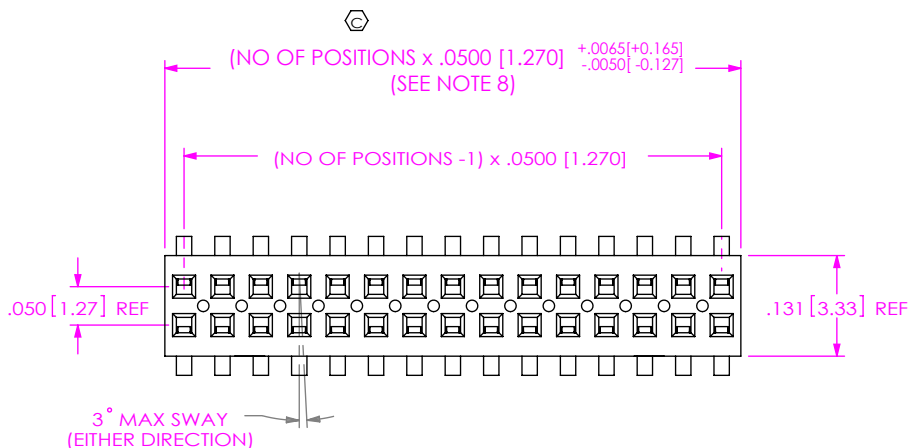 C
(NO OF POSITIONS x .0500 [1.270] +.0065[+0.165]
-.0050[ -0.127]
(SEE NOTE 8)
(NO OF POSITIONS -1) x .0500 [1.270]
.050 [1.27] REF
.131 [3.33] REF
3° MAX SWAY
(EITHER DIRECTION)